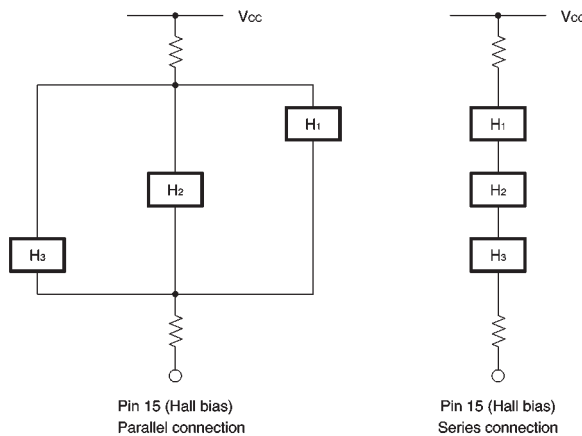 Vcc
H1
H2
H3
Pin 15 (Hall bias)
Parallel connection
Vcc
H1
H2
H3
Pin 15 (Hall bias)
Series connection